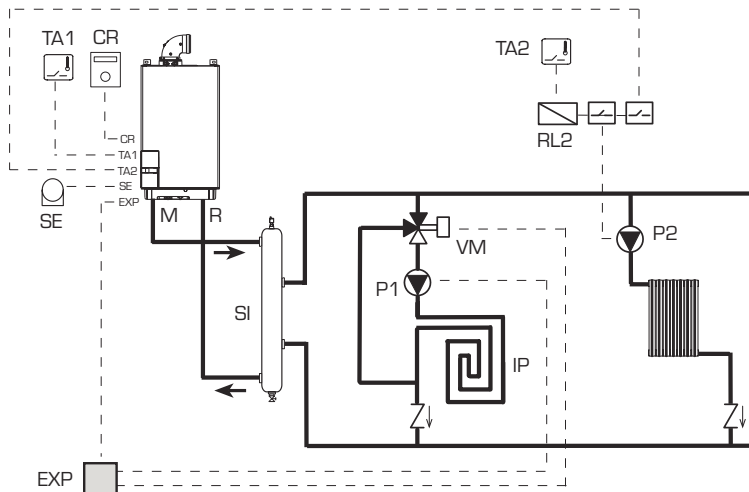 TA1 CR
TA2
RL2
CR
TA1
TA2
SE
EXP
SE
M R
VM
P2
P1
SI
IP
EXP